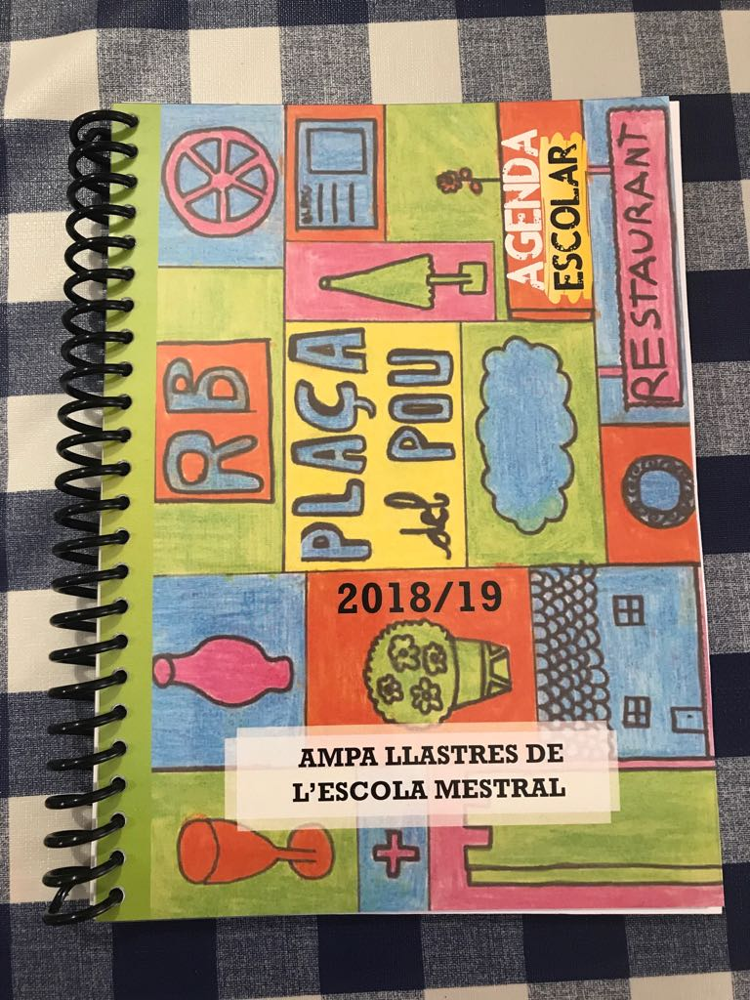 AGENDA
ESCOLAR
RESTAURANT
RB
PLAÇA
del POU
2018/19
AMPA LLASTRES DE
L'ESCOLA MESTRAL